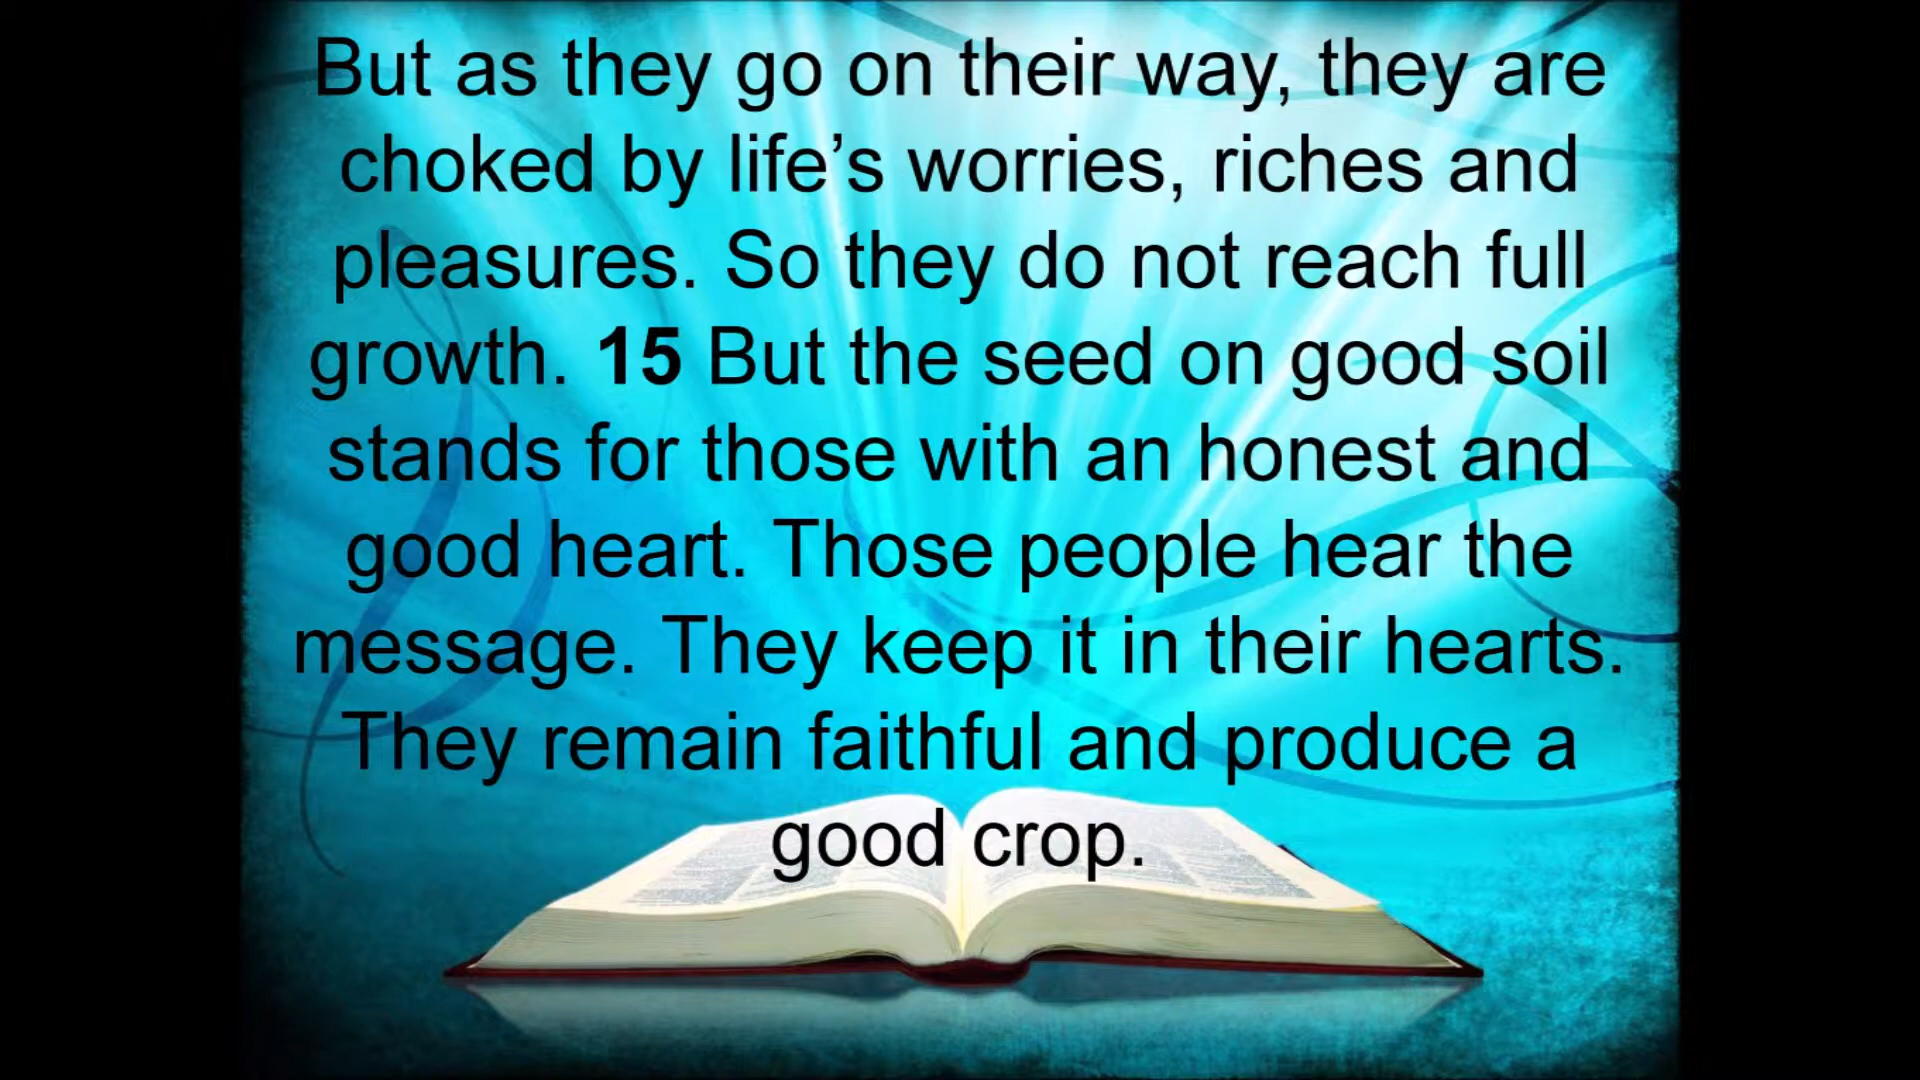 But as they go on their way, they are
choked by life’s worries, riches and
pleasures. So they do not reach full
growth. 15 But the seed on good soil
stands for those with an honest and
good heart. Those people hear the
message. They keep it in their hearts.
They remain faithful and produce a
good crop.